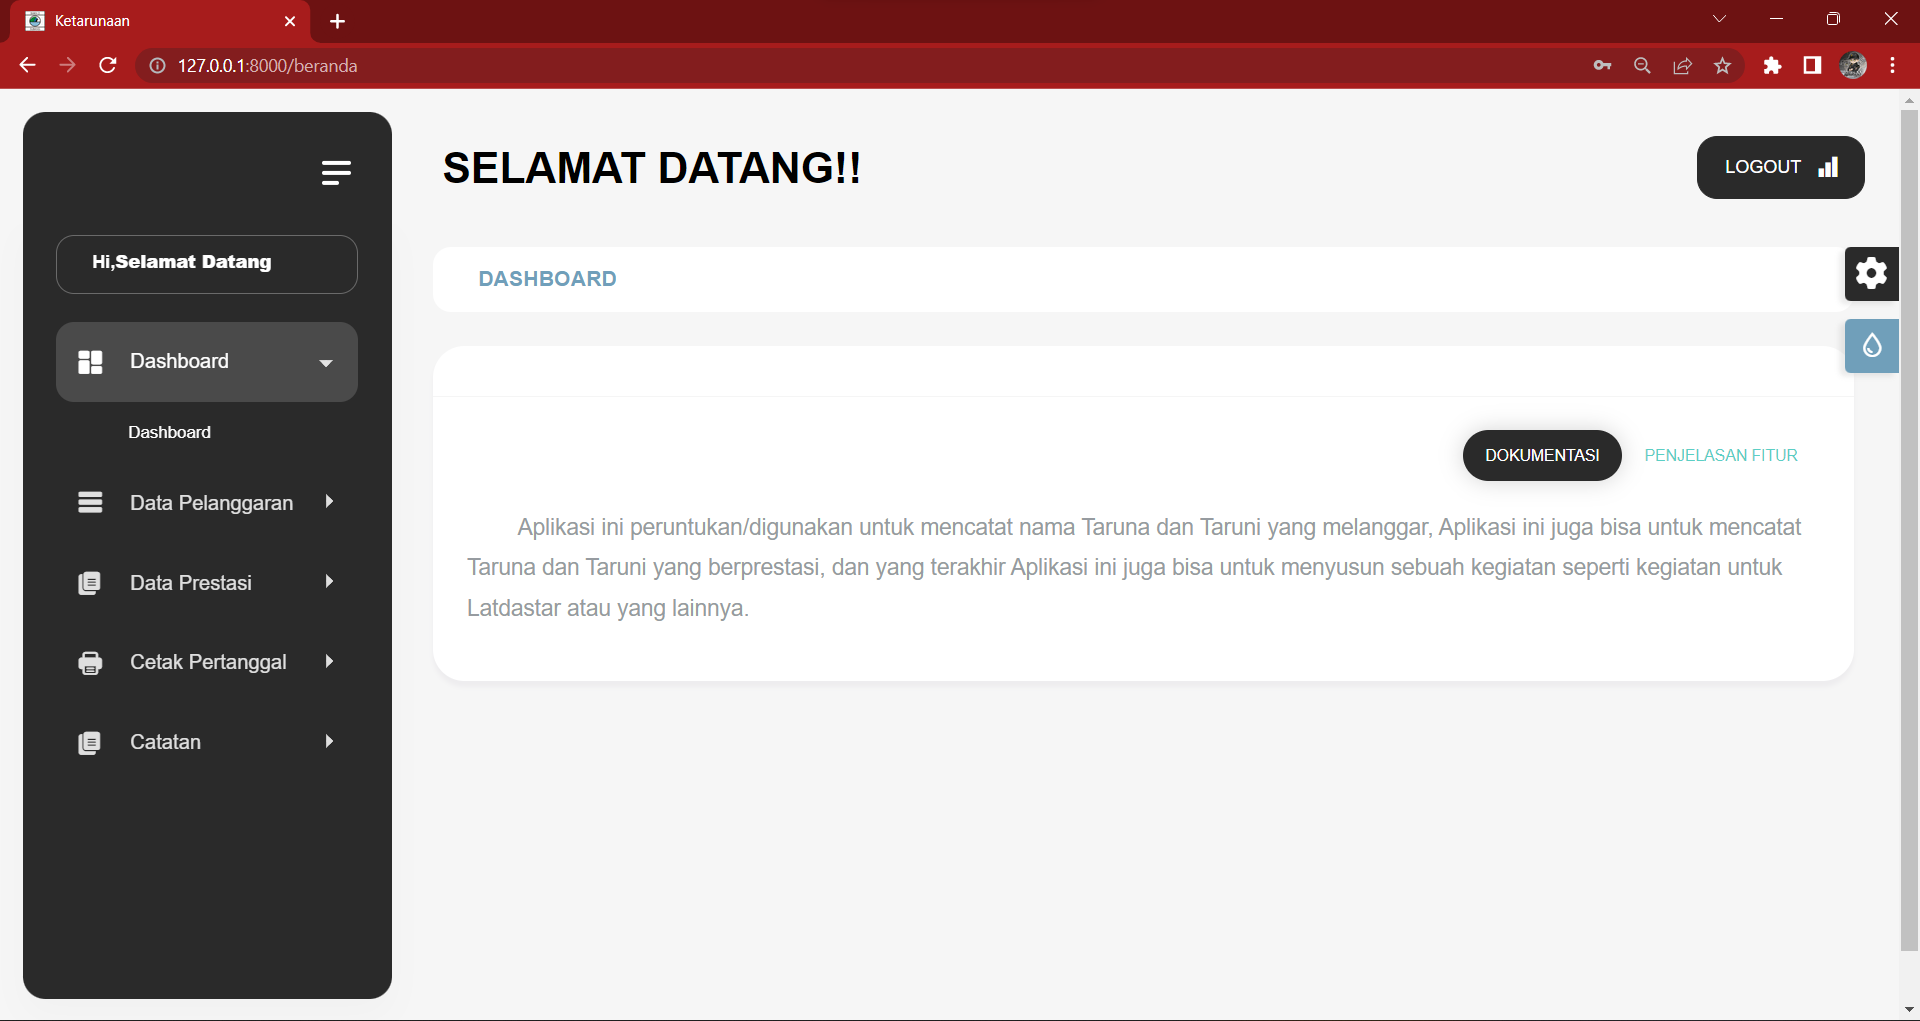 Ketarunaan
127.0.0.1:8000/beranda
SELAMAT DATANG!!
LOGOUT
Hi,Selamat Datang
DASHBOARD
Dashboard
Dashboard
Data Pelanggaran
Data Prestasi
Cetak Pertanggal
Catatan
DOKUMENTASI
PENJELASAN FITUR
Aplikasi ini peruntukan/digunakan untuk mencatat nama Taruna dan Taruni yang melanggar, Aplikasi ini juga bisa untuk mencatat
Taruna dan Taruni yang berprestasi, dan yang terakhir Aplikasi ini juga bisa untuk menyusun sebuah kegiatan seperti kegiatan untuk
Latdastar atau yang lainnya.